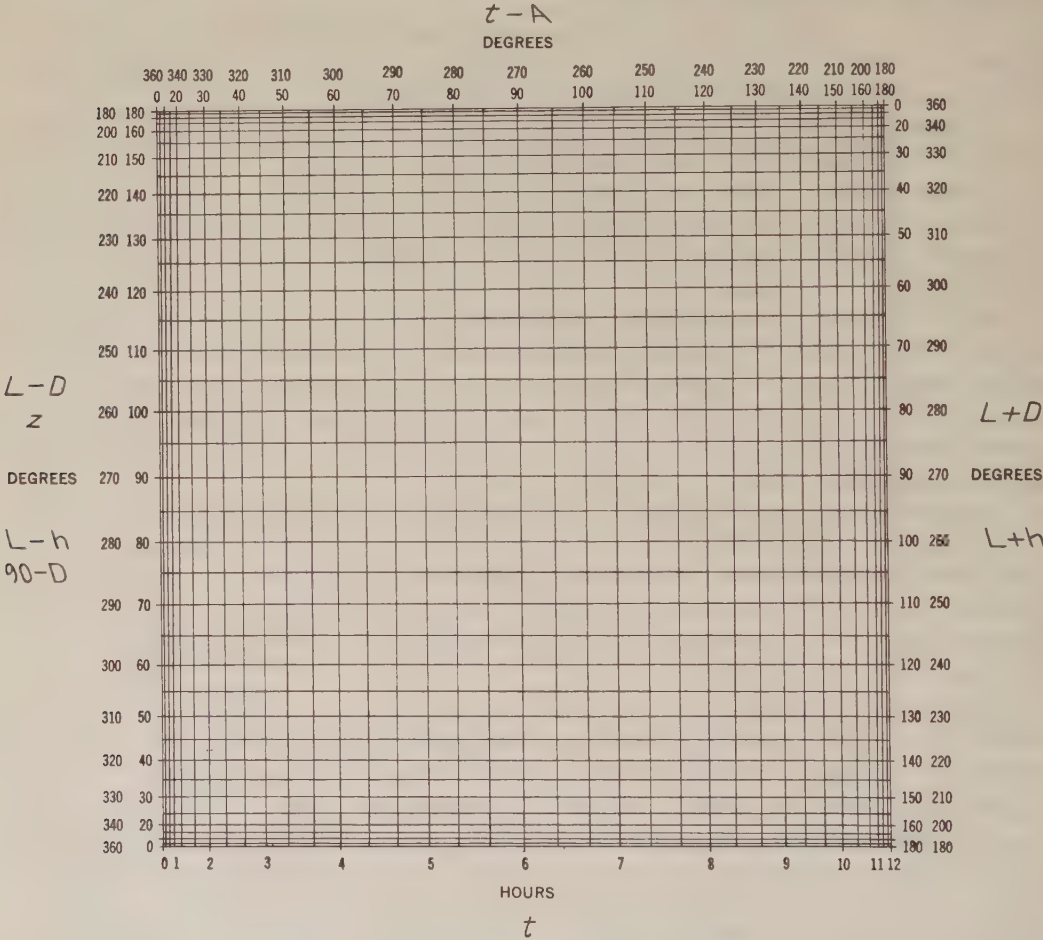 t-A
DEGREES
360 340 330 320 310 300 290 280 270 260 250 240 230 220 210 200 180
0 20 30 40 50 60 70 80 90 100 110 120 130 140 150 160 180
180 180 0 360
200 160 20 340
210 150 30 330
220 140 40 320
230 130 50 310
240 120 60 300
250 110 70 290
L-D
z
260 100 80 280 L+D
DEGREES 270 90 90 270 DEGREES
L-h
280 80 100 260 L+h
90-D
290 70 110 250
300 60 120 240
310 50 130 230
320 40 140 220
330 30 150 210
340 20 160 200
360 0 180 180
0 1 2 3 4 5 6 7 8 9 10 11 12
HOURS
t